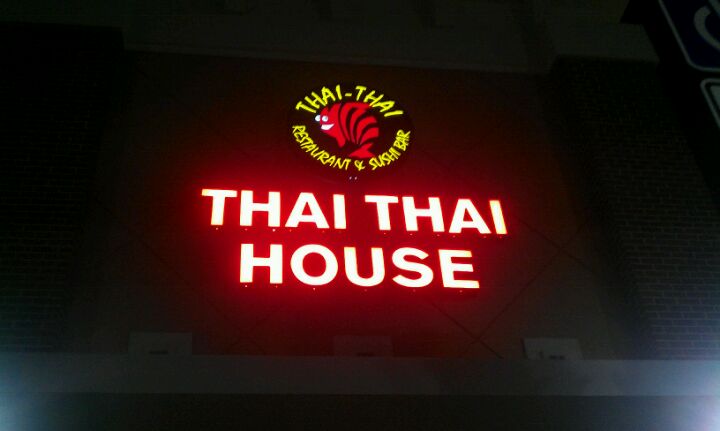 THAI-THAI
RESTAURANT & SUSHI BAR
THAI THAI
HOUSE